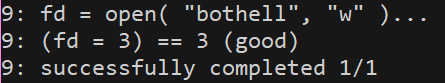 9: fd = open( "bothell", "w" )...
9: (fd = 3) == 3 (good)
9: successfully completed 1/1